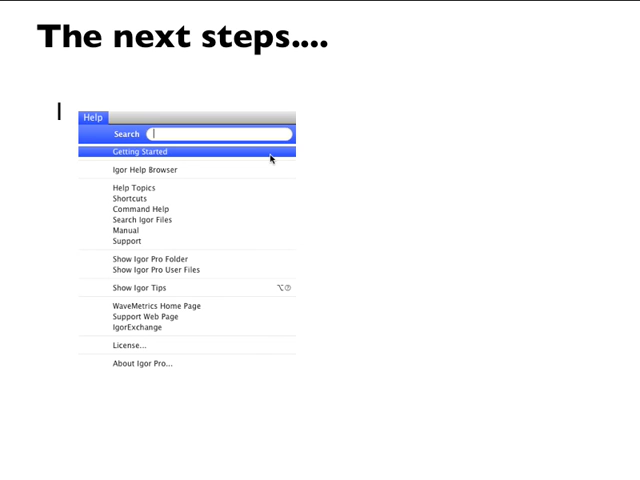 The next steps....
Help
Search
Getting Started
Igor Help Browser
Help Topics
Shortcuts
Command Help
Search Igor Files
Manual
Support
Show Igor Pro Folder
Show Igor Pro User Files
Show Igor Tips ⌥?
WaveMetrics Home Page
Support Web Page
IgorExchange
License...
About Igor Pro...